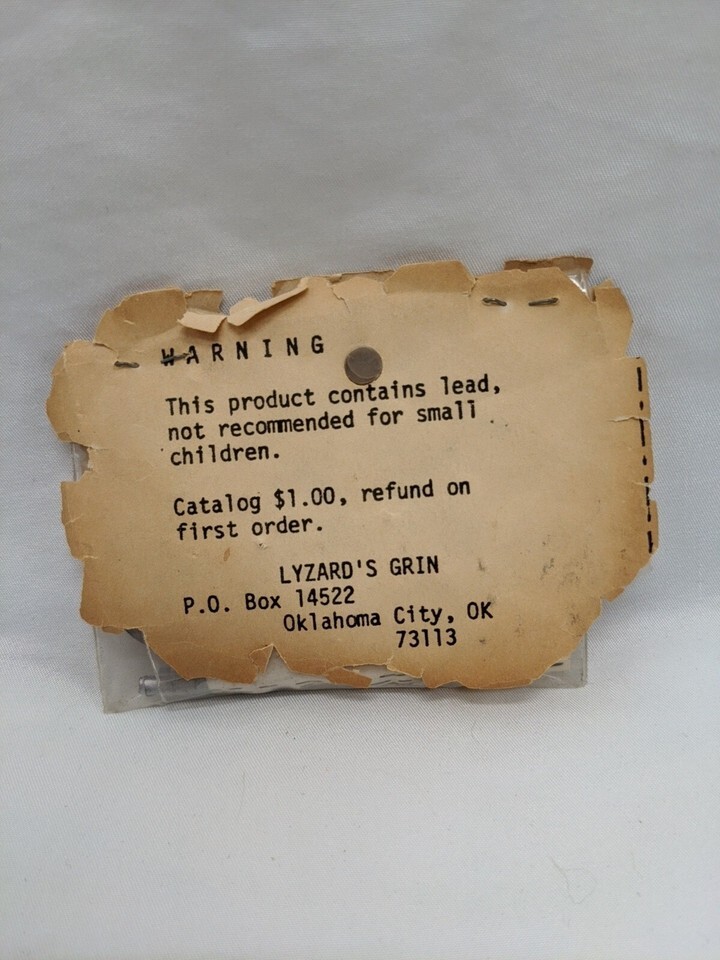 WARNING
This product contains lead,
not recommended for small
children.
Catalog $1.00, refund on
first order.
LYZARD'S GRIN
P.O. Box 14522
Oklahoma City, OK
73113